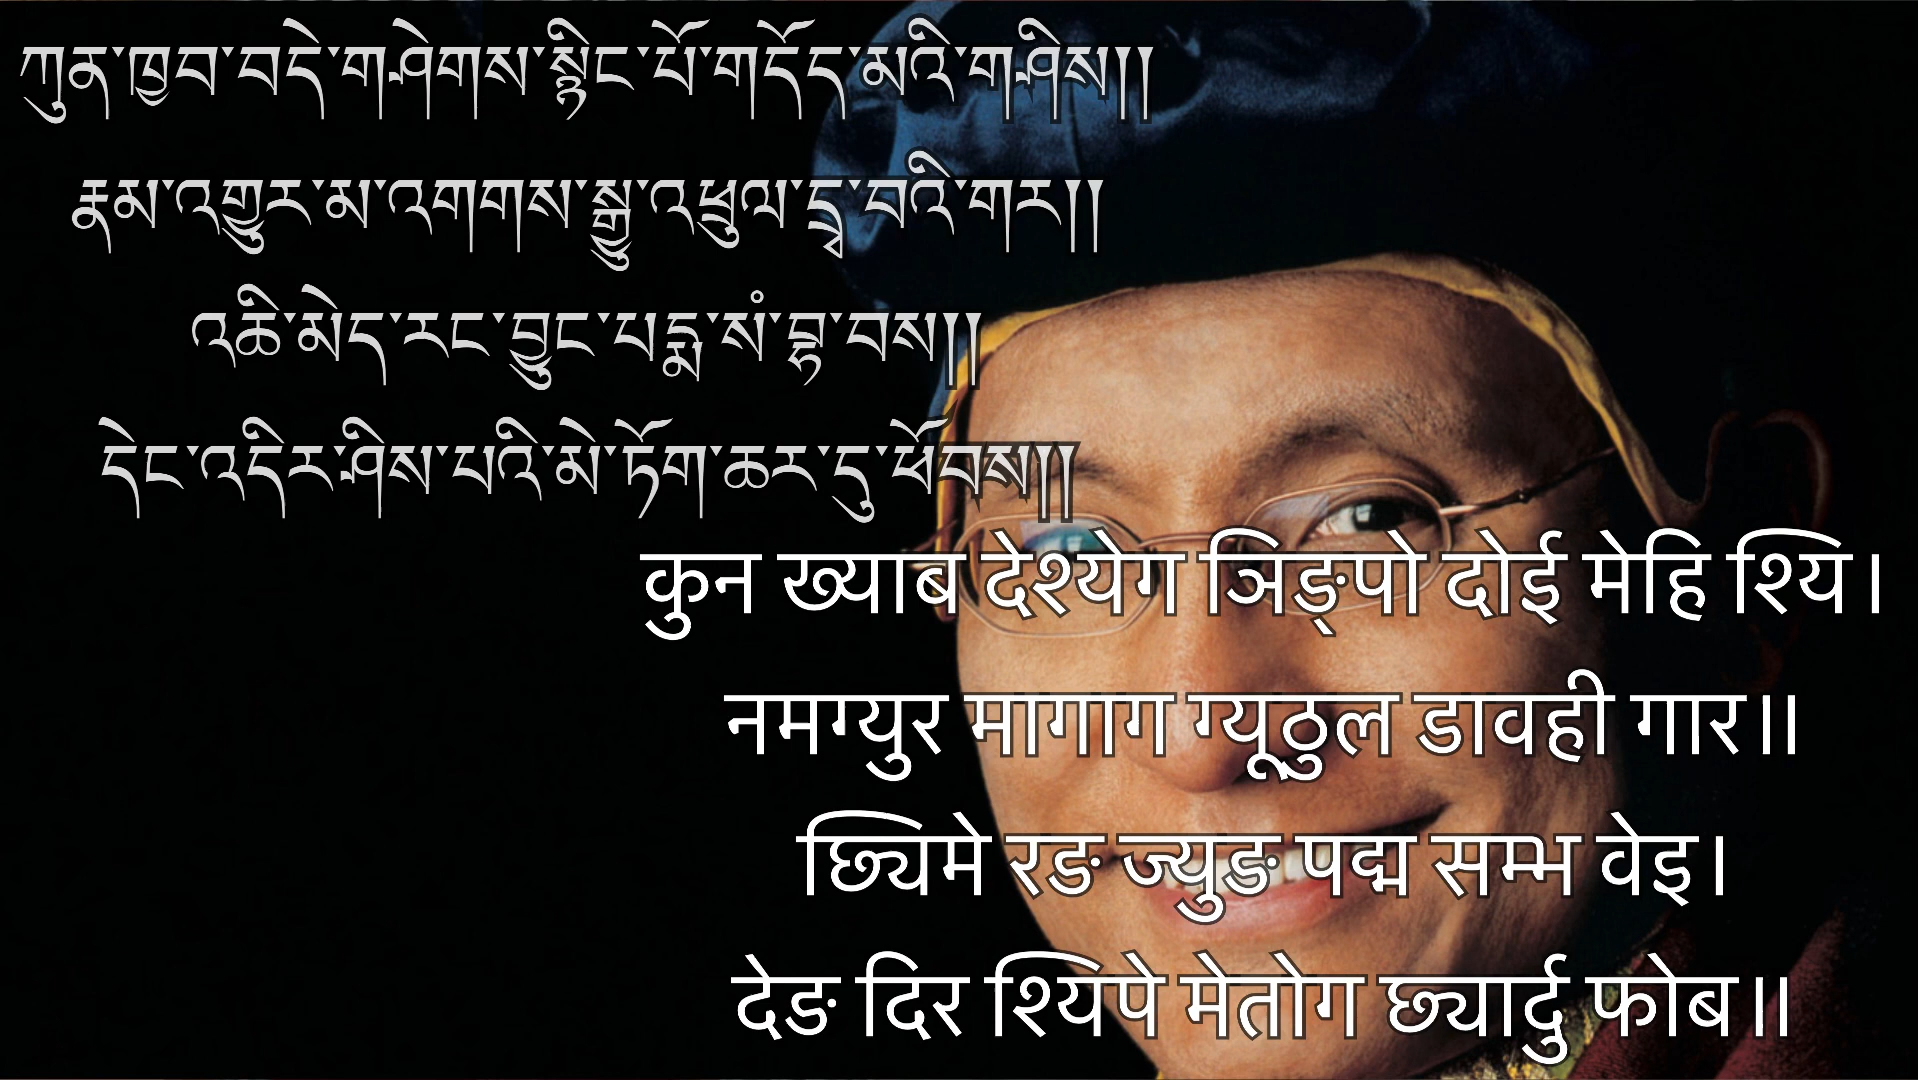 ཀུན་ཁྱབ་བདེ་གཤེགས་སྙིང་པོ་གདོད་མའི་གཤིས།།
རྣམ་འགྱུར་མ་འགགས་སྒྱུ་འཕྲུལ་དྲྭ་བའི་གར།།
འཆི་མེད་རང་བྱུང་པདྨ་སཾ་བྷ་བས།།
དེང་འདིར་ཤིས་པའི་མེ་ཏོག་ཆར་དུ་ཕོབས།།
कुन ख्याब देश्येग ञिङ्पो दोई मेहि श्यि।
नमग्युर मागाग ग्यूठुल डावही गार॥
छ्यिमे रङ ज्युङ पद्म सम्भ वेइ।
देङ दिर श्यिपे मेतोग छ्यार्दु फोब॥